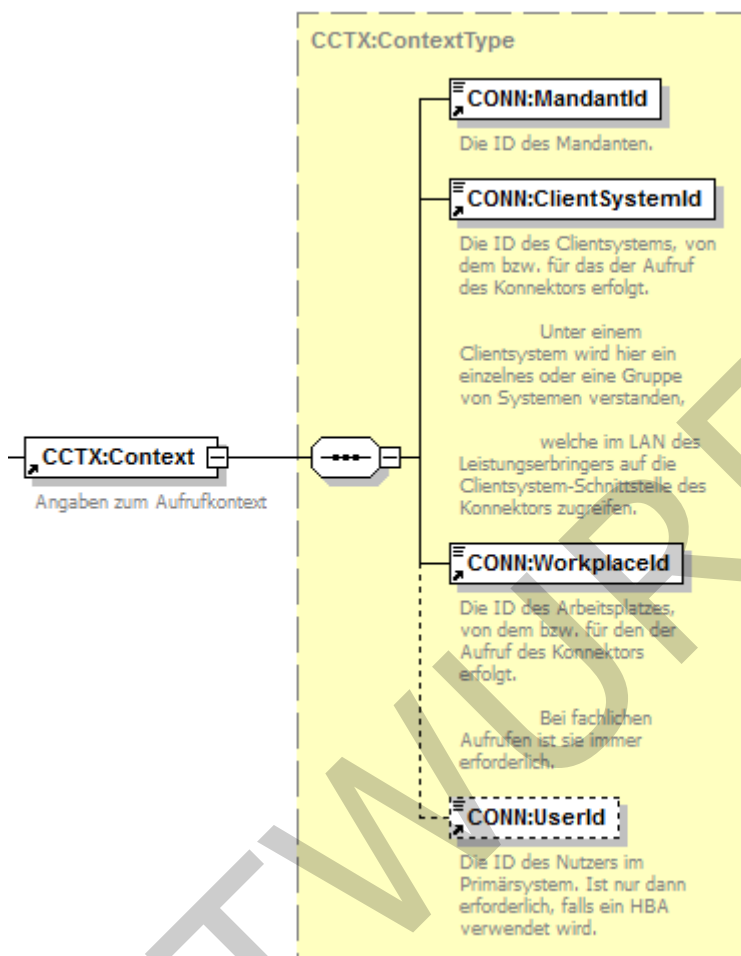 CCTX:ContextType
CONN:MandantId
Die ID des Mandanten.
CONN:ClientSystemId
Die ID des Clientsystems, von
dem bzw. für das der Aufruf
des Konnektors erfolgt.
Unter einem
Clientsystem wird hier ein
einzelnes oder eine Gruppe
von Systemen verstanden,
welche im LAN des
Leistungserbringers auf die
Clientsystem-Schnittstelle des
Konnektors zugreifen.
CCTX:Context
Angaben zum Aufrufkontext
CONN:WorkplaceId
Die ID des Arbeitsplatzes,
von dem bzw. für den der
Aufruf des Konnektors
erfolgt.
Bei fachlichen
Aufrufen ist sie immer
erforderlich.
CONN:UserId
Die ID des Nutzers im
Primärsystem. Ist nur dann
erforderlich, falls ein HBA
verwendet wird.
TWURF